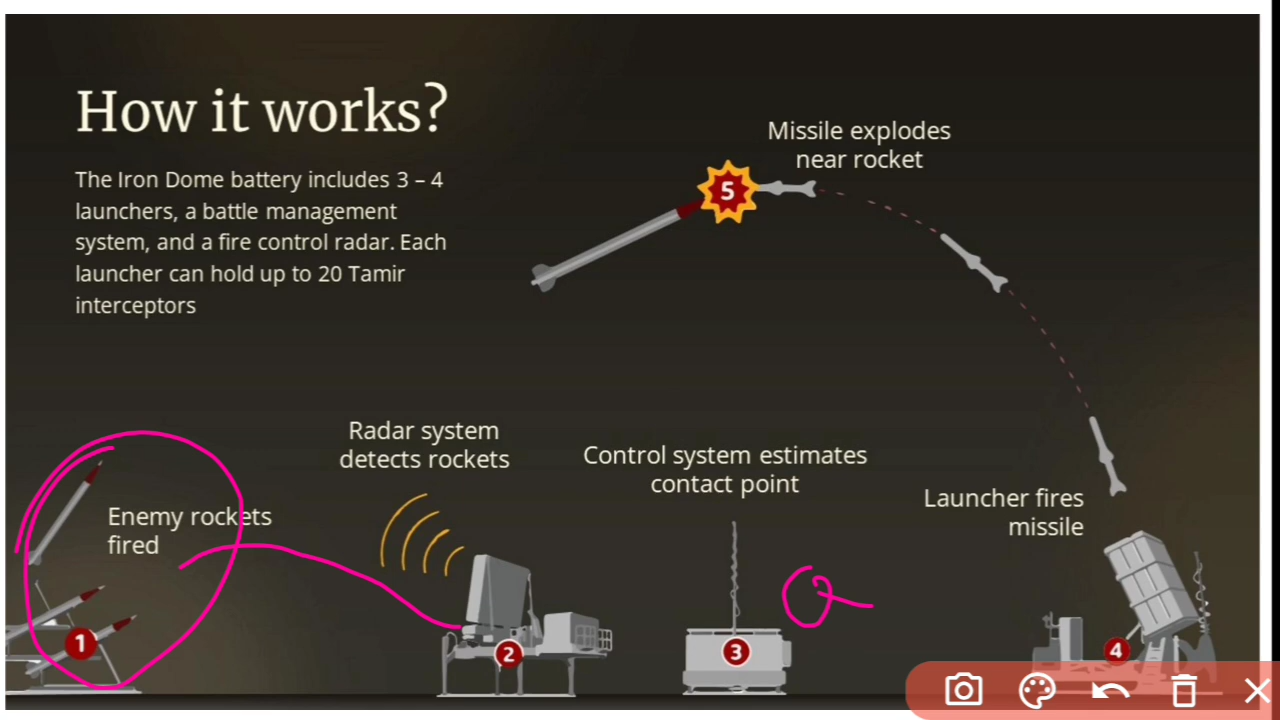 How it works?
The Iron Dome battery includes 3 – 4
launchers, a battle management
system, and a fire control radar. Each
launcher can hold up to 20 Tamir
interceptors
Missile explodes
near rocket
5
Radar system
detects rockets
Control system estimates
contact point
Launcher fires
missile
Enemy rockets
fired
1
2
3
4